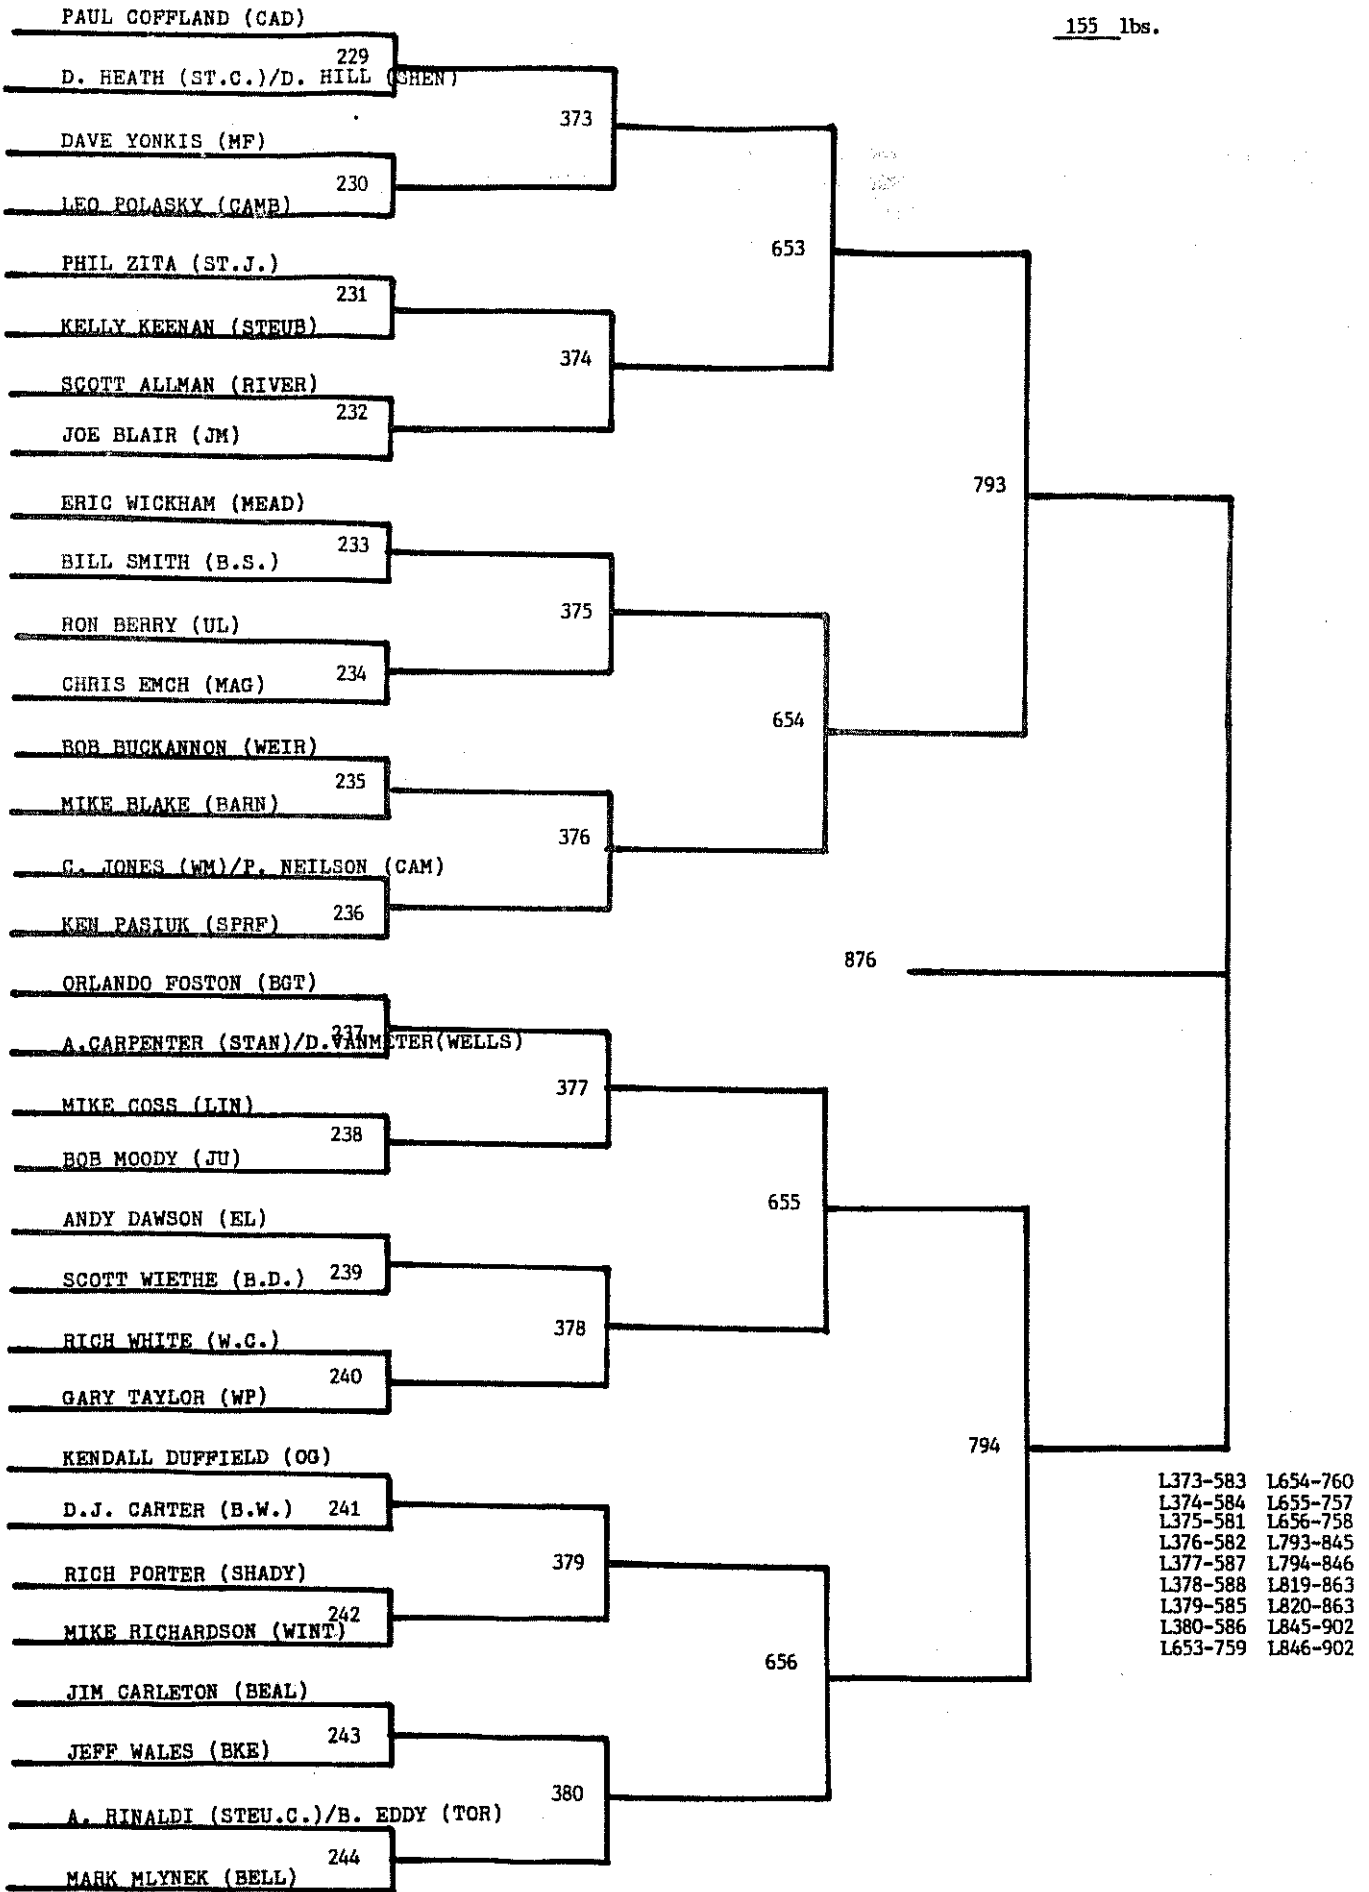 155 lbs.
PAUL COFFLAND (CAD)
229
D. HEATH (ST.C.)/D. HILL (SHEN)
373
DAVE YONKIS (MF)
230
LEO POLASKY (CAMB)
653
PHIL ZITA (ST.J.)
231
KELLY KEENAN (STEUB)
374
SCOTT ALLMAN (RIVER)
232
JOE BLAIR (JM)
793
ERIC WICKHAM (MEAD)
233
BILL SMITH (B.S.)
375
RON BERRY (UL)
234
CHRIS EMCH (MAG)
654
BOB BUCKANNON (WEIR)
235
MIKE BLAKE (BARN)
376
C. JONES (WM)/P. NEILSON (CAM)
236
KEN PASIUK (SPRF)
876
ORLANDO FOSTON (BGT)
237
A.CARPENTER (STAN)/D.VANMETER(WELLS)
377
MIKE COSS (LIN)
238
BOB MOODY (JU)
655
ANDY DAWSON (EL)
239
SCOTT WIETHE (B.D.)
378
RICH WHITE (W.C.)
240
GARY TAYLOR (WP)
794
KENDALL DUFFIELD (OG)
241
D.J. CARTER (B.W.)
379
RICH PORTER (SHADY)
242
MIKE RICHARDSON (WINT)
656
JIM CARLETON (BEAL)
243
JEFF WALES (BKE)
380
A. RINALDI (STEU.C.)/B. EDDY (TOR)
244
MARK MLYNEK (BELL)
L373-583 L654-760
L374-584 L655-757
L375-581 L656-758
L376-582 L793-845
L377-587 L794-846
L378-588 L819-863
L379-585 L820-863
L380-586 L845-902
L653-759 L846-902